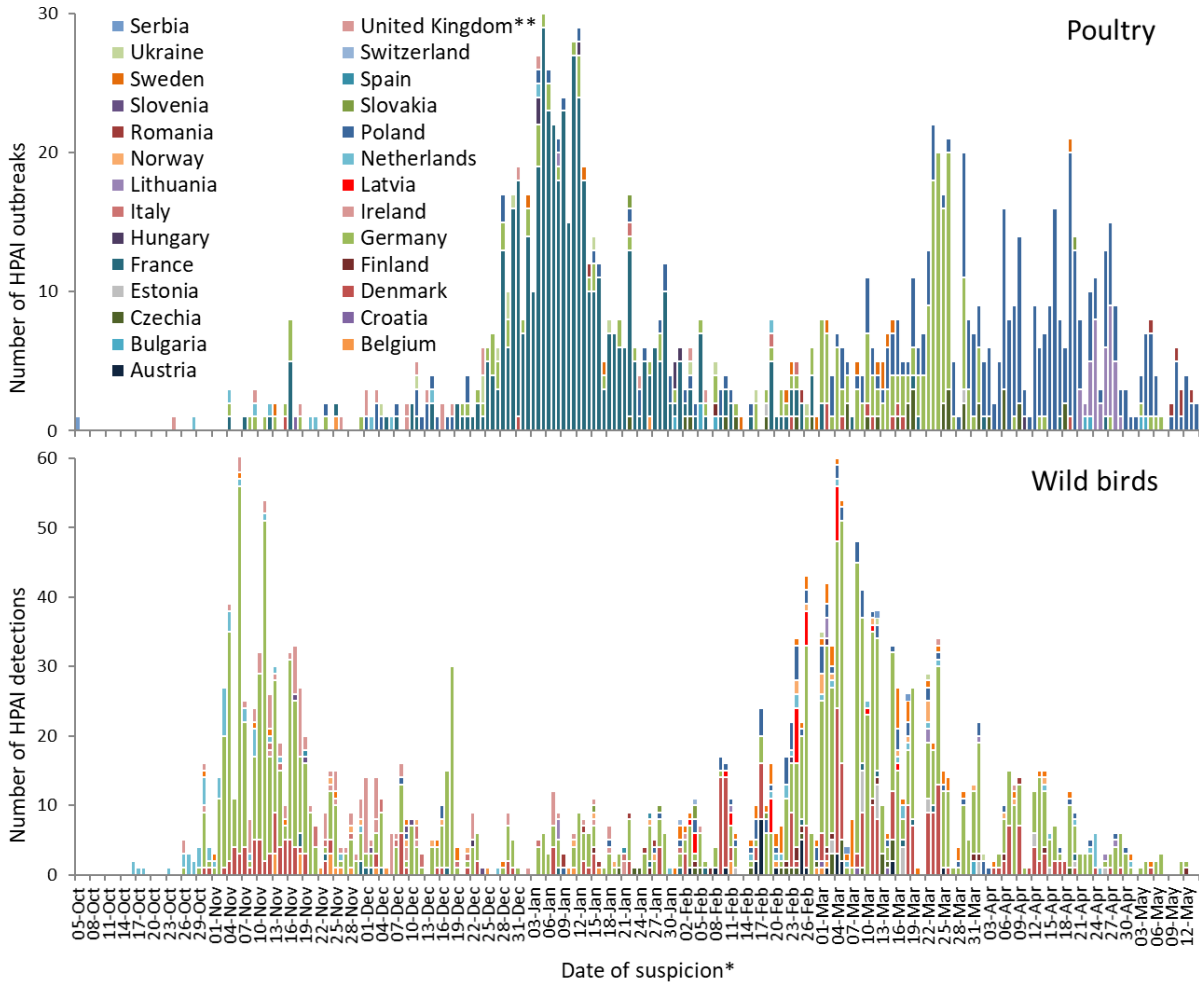 30
20
10
0
Number of HPAI outbreaks
Poultry
Serbia
United Kingdom**
Ukraine
Switzerland
Sweden
Spain
Slovenia
Slovakia
Romania
Poland
Norway
Netherlands
Lithuania
Latvia
Italy
Ireland
Hungary
Germany
France
Finland
Estonia
Denmark
Czechia
Croatia
Bulgaria
Belgium
Austria
60
50
40
30
20
10
0
Number of HPAI detections
Wild birds
05-Oct
08-Oct
11-Oct
14-Oct
17-Oct
20-Oct
23-Oct
26-Oct
29-Oct
01-Nov
04-Nov
07-Nov
10-Nov
13-Nov
16-Nov
19-Nov
22-Nov
25-Nov
28-Nov
01-Dec
04-Dec
07-Dec
10-Dec
13-Dec
16-Dec
19-Dec
22-Dec
25-Dec
28-Dec
31-Dec
03-Jan
06-Jan
09-Jan
12-Jan
15-Jan
18-Jan
21-Jan
24-Jan
27-Jan
30-Jan
02-Feb
05-Feb
08-Feb
11-Feb
14-Feb
17-Feb
20-Feb
23-Feb
26-Feb
01-Mar
04-Mar
07-Mar
10-Mar
13-Mar
16-Mar
19-Mar
22-Mar
25-Mar
28-Mar
31-Mar
03-Apr
06-Apr
09-Apr
12-Apr
15-Apr
18-Apr
21-Apr
24-Apr
27-Apr
30-Apr
03-May
06-May
09-May
12-May
Date of suspicion*